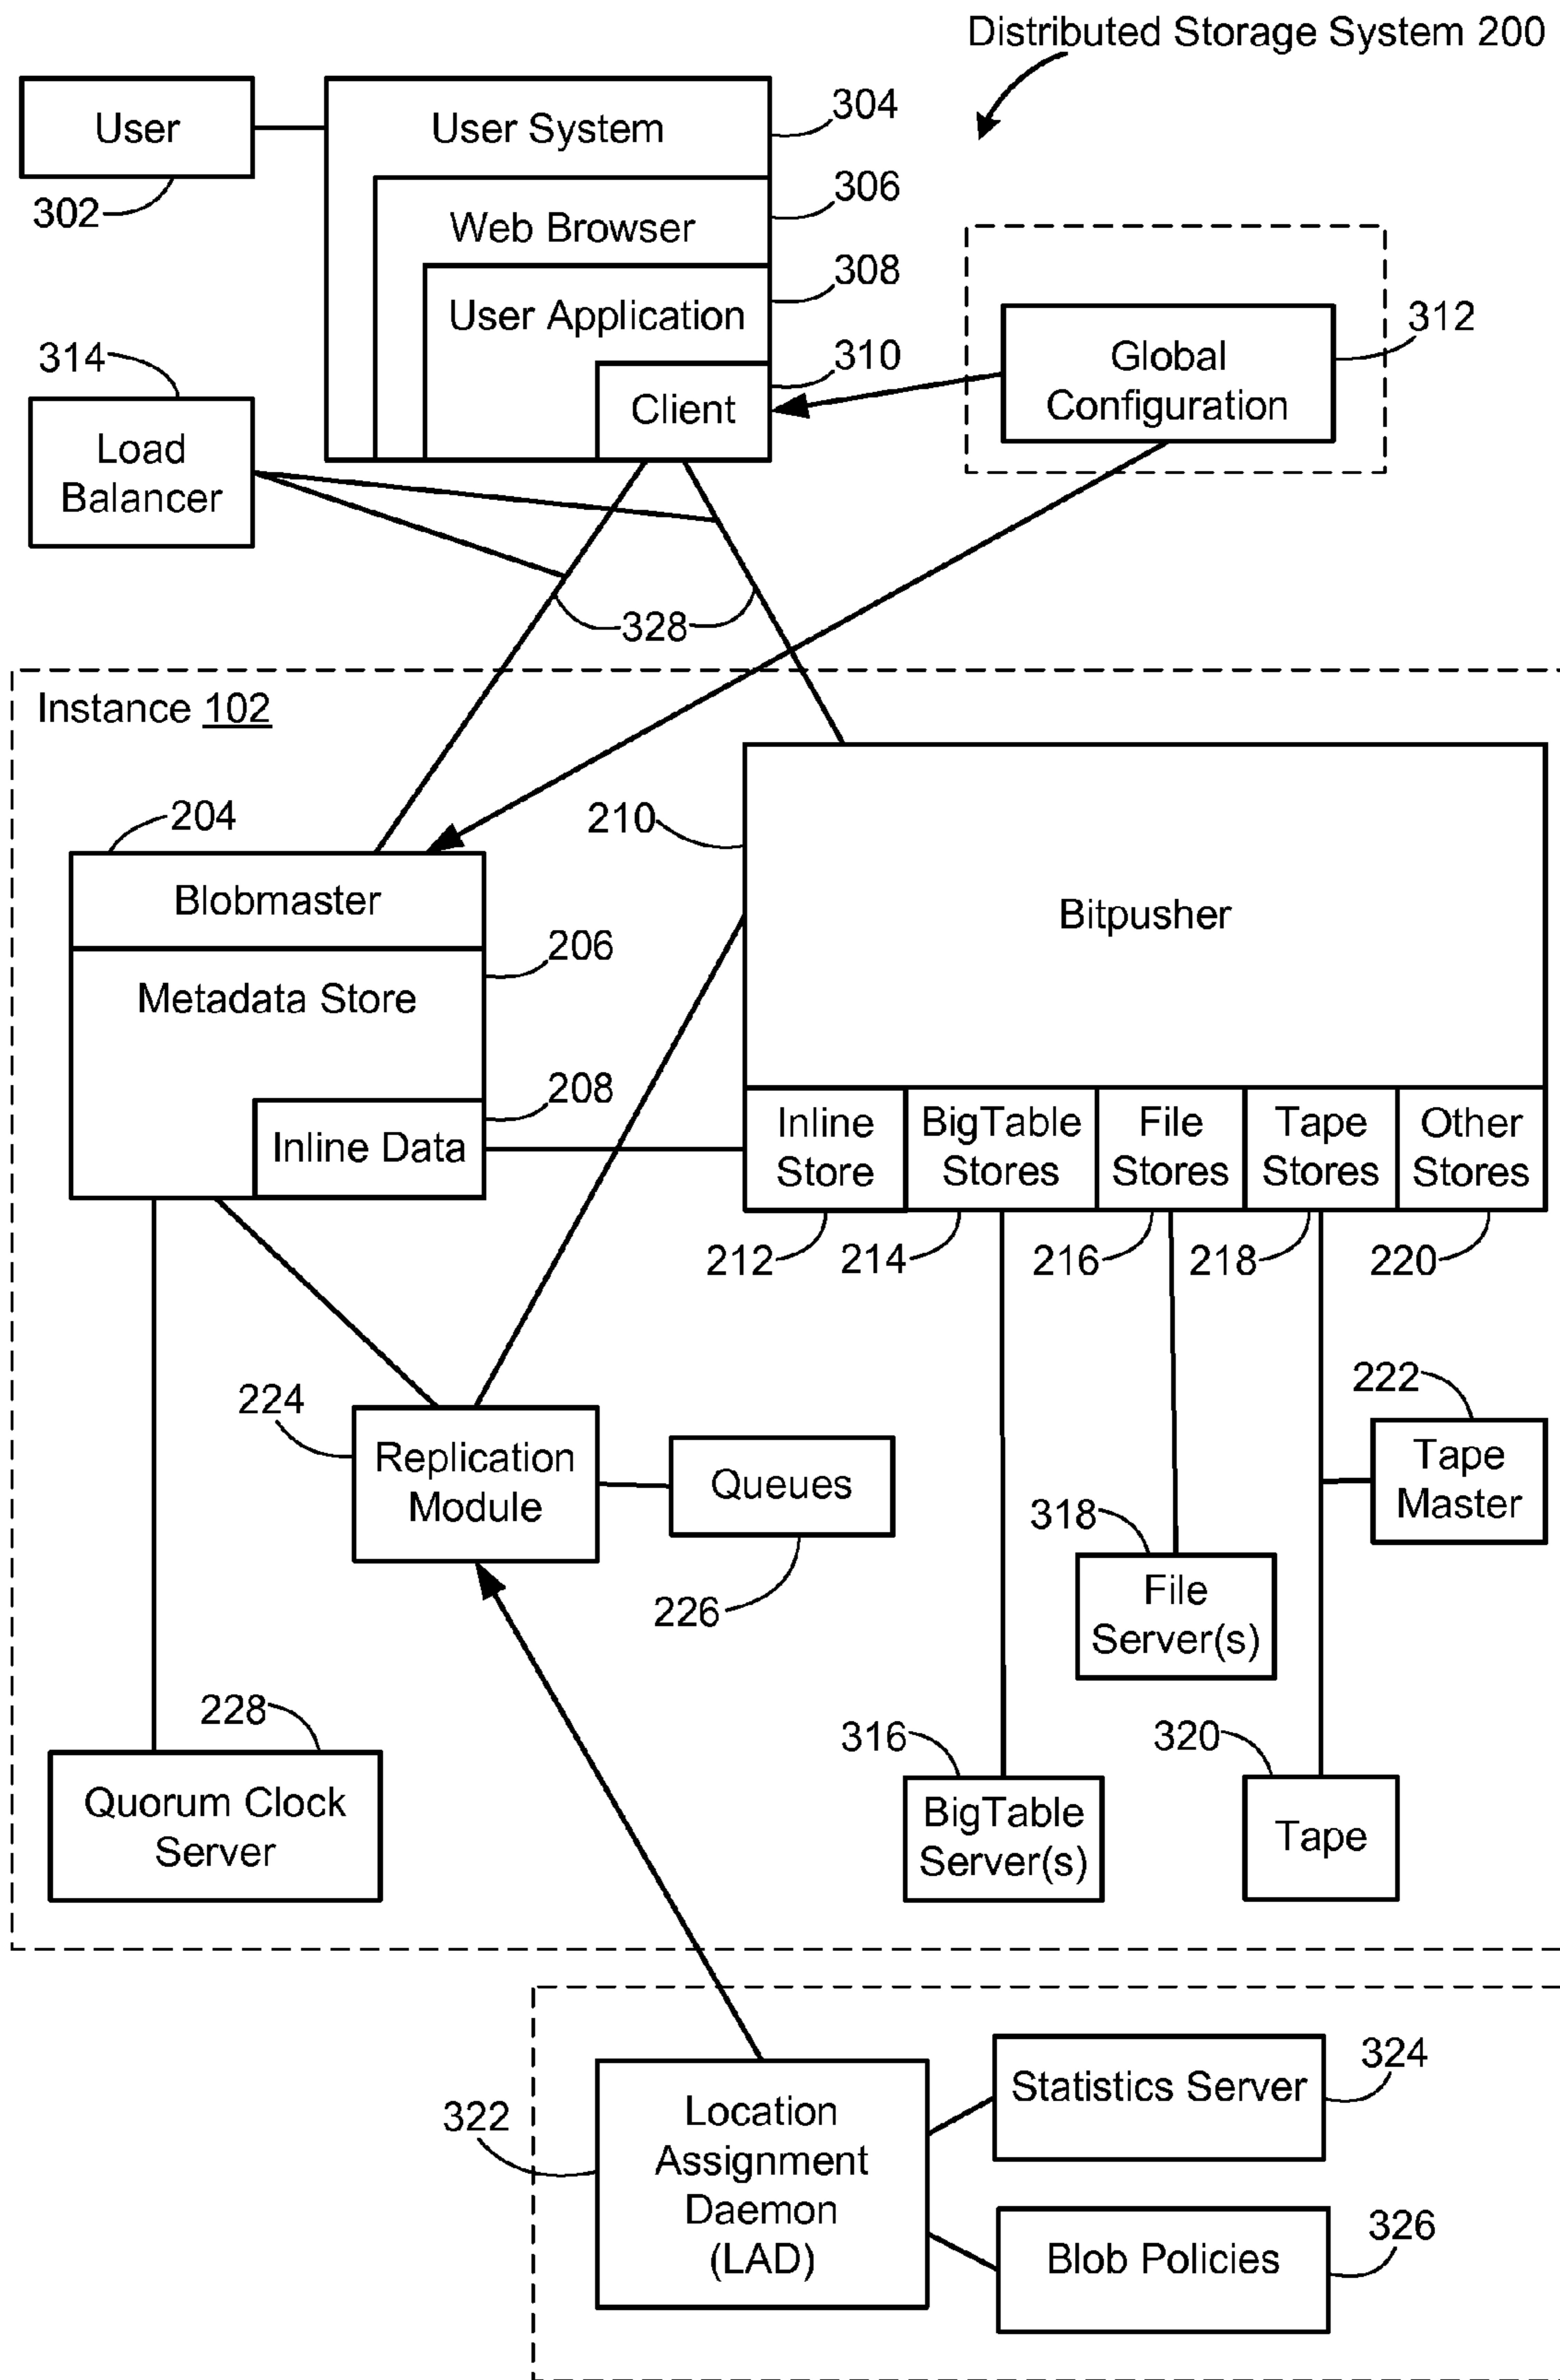 Distributed Storage System 200
User
302
User System
304
Web Browser
306
User Application
308
Client
310
Global
Configuration
312
314
Load
Balancer
328
Instance 102
204
Blobmaster
206
Metadata Store
208
Inline Data
210
Bitpusher
Inline
Store
BigTable
Stores
File
Stores
Tape
Stores
Other
Stores
212
214
216
218
220
222
Tape
Master
224
Replication
Module
Queues
226
318
File
Server(s)
228
Quorum Clock
Server
316
BigTable
Server(s)
320
Tape
322
Location
Assignment
Daemon
(LAD)
Statistics Server
324
Blob Policies
326